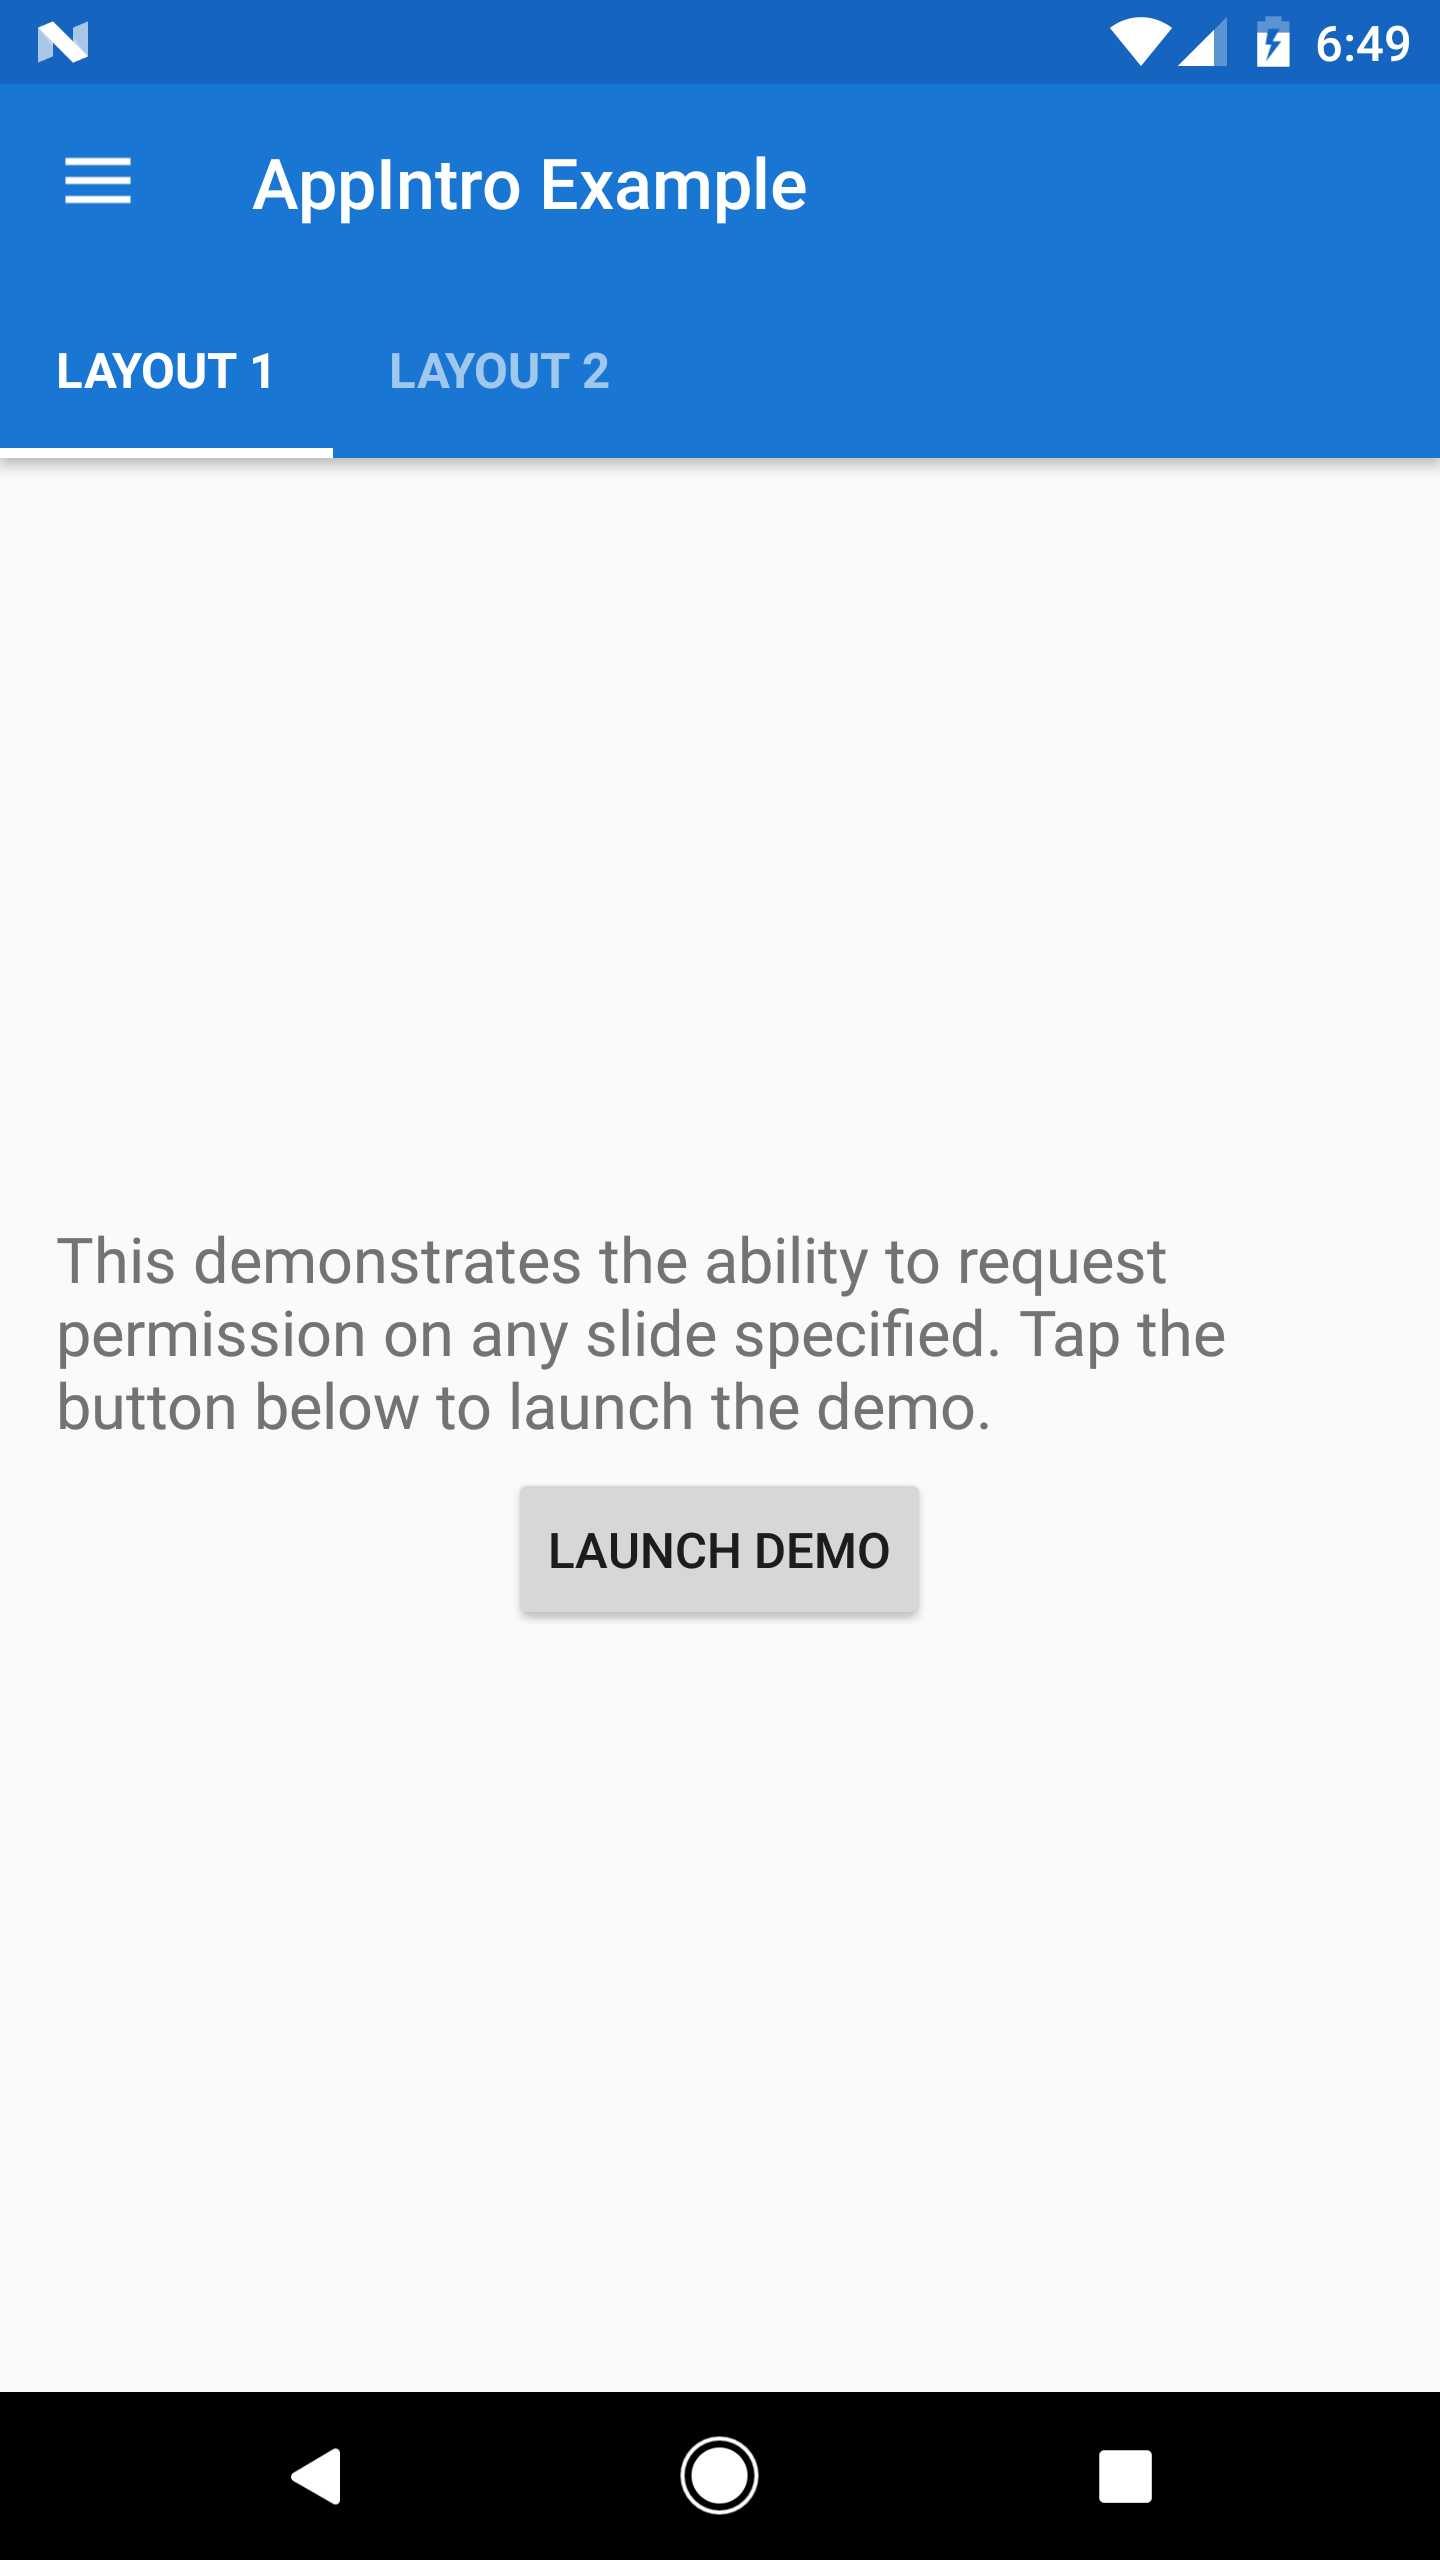 6:49
AppIntro Example
LAYOUT 1 LAYOUT 2
This demonstrates the ability to request
permission on any slide specified. Tap the
button below to launch the demo.
LAUNCH DEMO